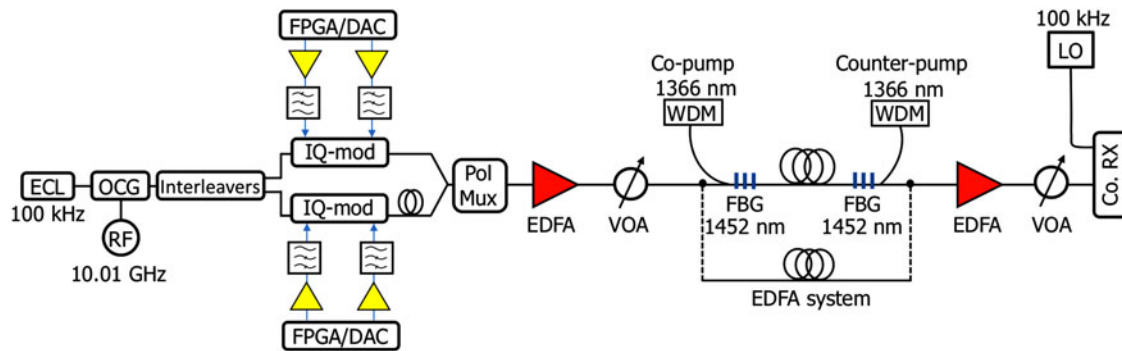 FPGA/DAC
100 kHz
LO
Co-pump
1366 nm
WDM
Counter-pump
1366 nm
WDM
IQ-mod
ECL
100 kHz
OCG
RF
10.01 GHz
Interleavers
IQ-mod
Pol
Mux
EDFA
VOA
FBG
1452 nm
FBG
1452 nm
EDFA
VOA
Co. RX
EDFA system
FPGA/DAC